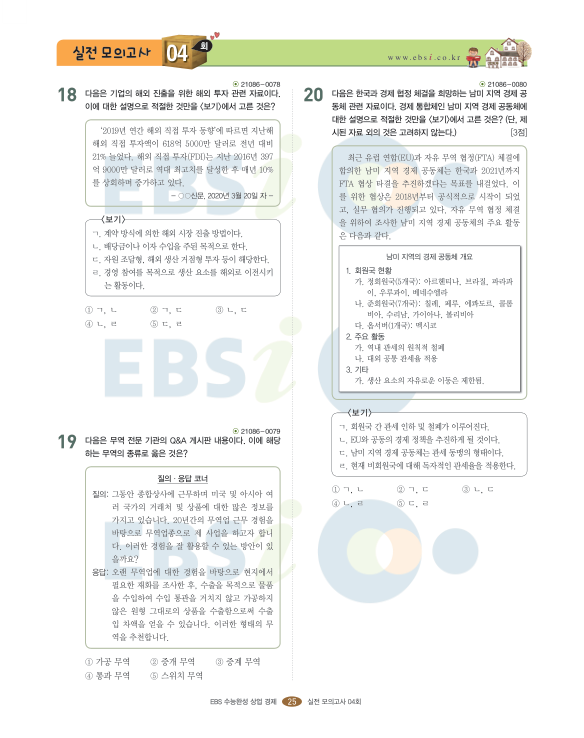 실전 모의고사 04 회
www.ebsi.co.kr
21086-0078
18 다음은 기업의 해외 진출을 위한 해외 투자 관련 자료이다.
이에 대한 설명으로 적절한 것만을 <보기>에서 고른 것은?
'2019년 연간 해외 직접 투자 동향'에 따르면 지난해
해외 직접 투자액이 618억 5000만 달러로 전년 대비
21% 늘었다. 해외 직접 투자(FDI)는 지난 2016년 397
억 9000만 달러로 역대 최고치를 달성한 후 매년 10%
를 상회하며 증가하고 있다.
- ○○신문, 2020년 3월 20일 자 -
<보기>
ㄱ. 계약 방식에 의한 해외 시장 진출 방법이다.
ㄴ. 배당금이나 이자 수입을 주된 목적으로 한다.
ㄷ. 자원 조달형, 해외 생산 거점형 투자 등이 해당한다.
ㄹ. 경영 참여를 목적으로 생산 요소를 해외로 이전시키
는 활동이다.
① ㄱ, ㄴ ② ㄱ, ㄷ ③ ㄴ, ㄷ
④ ㄴ, ㄹ ⑤ ㄷ, ㄹ
21086-0079
19 다음은 무역 전문 기관의 Q&A 게시판 내용이다. 이에 해당
하는 무역의 종류로 옳은 것은?
질의·응답 코너
질의: 그동안 종합상사에 근무하며 미국 및 아시아 여
러 국가의 거래처 및 상품에 대한 많은 정보를
가지고 있습니다. 20년간의 무역업 근무 경험을
바탕으로 무역업종으로 제 사업을 하고자 합니
다. 이러한 경험을 잘 활용할 수 있는 방안이 있
을까요?
응답: 오랜 무역업에 대한 경험을 바탕으로 현지에서
필요한 재화를 조사한 후, 수출을 목적으로 물품
을 수입하여 수입 통관을 거치지 않고 가공하지
않은 원형 그대로의 상품을 수출함으로써 수출
입 차액을 얻을 수 있습니다. 이러한 형태의 무
역을 추천합니다.
① 가공 무역 ② 중개 무역 ③ 중계 무역
④ 통과 무역 ⑤ 스위치 무역
21086-0080
20 다음은 한국과 경제 협정 체결을 희망하는 남미 지역 경제 공
동체 관련 자료이다. 경제 통합체인 남미 지역 경제 공동체에
대한 설명으로 적절한 것만을 <보기>에서 고른 것은? (단, 제
시된 자료 외의 것은 고려하지 않는다.) [3점]
최근 유럽 연합(EU)과 자유 무역 협정(FTA) 체결에
합의한 남미 지역 경제 공동체는 한국과 2021년까지
FTA 협상 타결을 추진하겠다는 목표를 내걸었다. 이
를 위한 협상은 2018년부터 공식적으로 시작이 되었
고, 실무 협의가 진행되고 있다. 자유 무역 협정 체결
을 위하여 조사한 남미 지역 경제 공동체의 주요 활동
은 다음과 같다.
남미 지역의 경제 공동체 개요
1. 회원국 현황
가. 정회원국(5개국): 아르헨티나, 브라질, 파라과
이, 우루과이, 베네수엘라
나. 준회원국(7개국): 칠레, 페루, 에콰도르, 콜롬
비아, 수리남, 가이아나, 볼리비아
다. 옵서버(1개국): 멕시코
2. 주요 활동
가. 역내 관세의 원칙적 철폐
나. 대외 공통 관세율 적용
3. 기타
가. 생산 요소의 자유로운 이동은 제한됨.
<보기>
ㄱ. 회원국 간 관세 인하 및 철폐가 이루어진다.
ㄴ. EU와 공동의 경제 정책을 추진하게 될 것이다.
ㄷ. 남미 지역 경제 공동체는 관세 동맹의 형태이다.
ㄹ. 현재 비회원국에 대해 독자적인 관세율을 적용한다.
① ㄱ, ㄴ ② ㄱ, ㄷ ③ ㄴ, ㄷ
④ ㄴ, ㄹ ⑤ ㄷ, ㄹ
EBS 수능완성 상업 경제 25 실전 모의고사 04회
EBSi
EBSi
EBSi